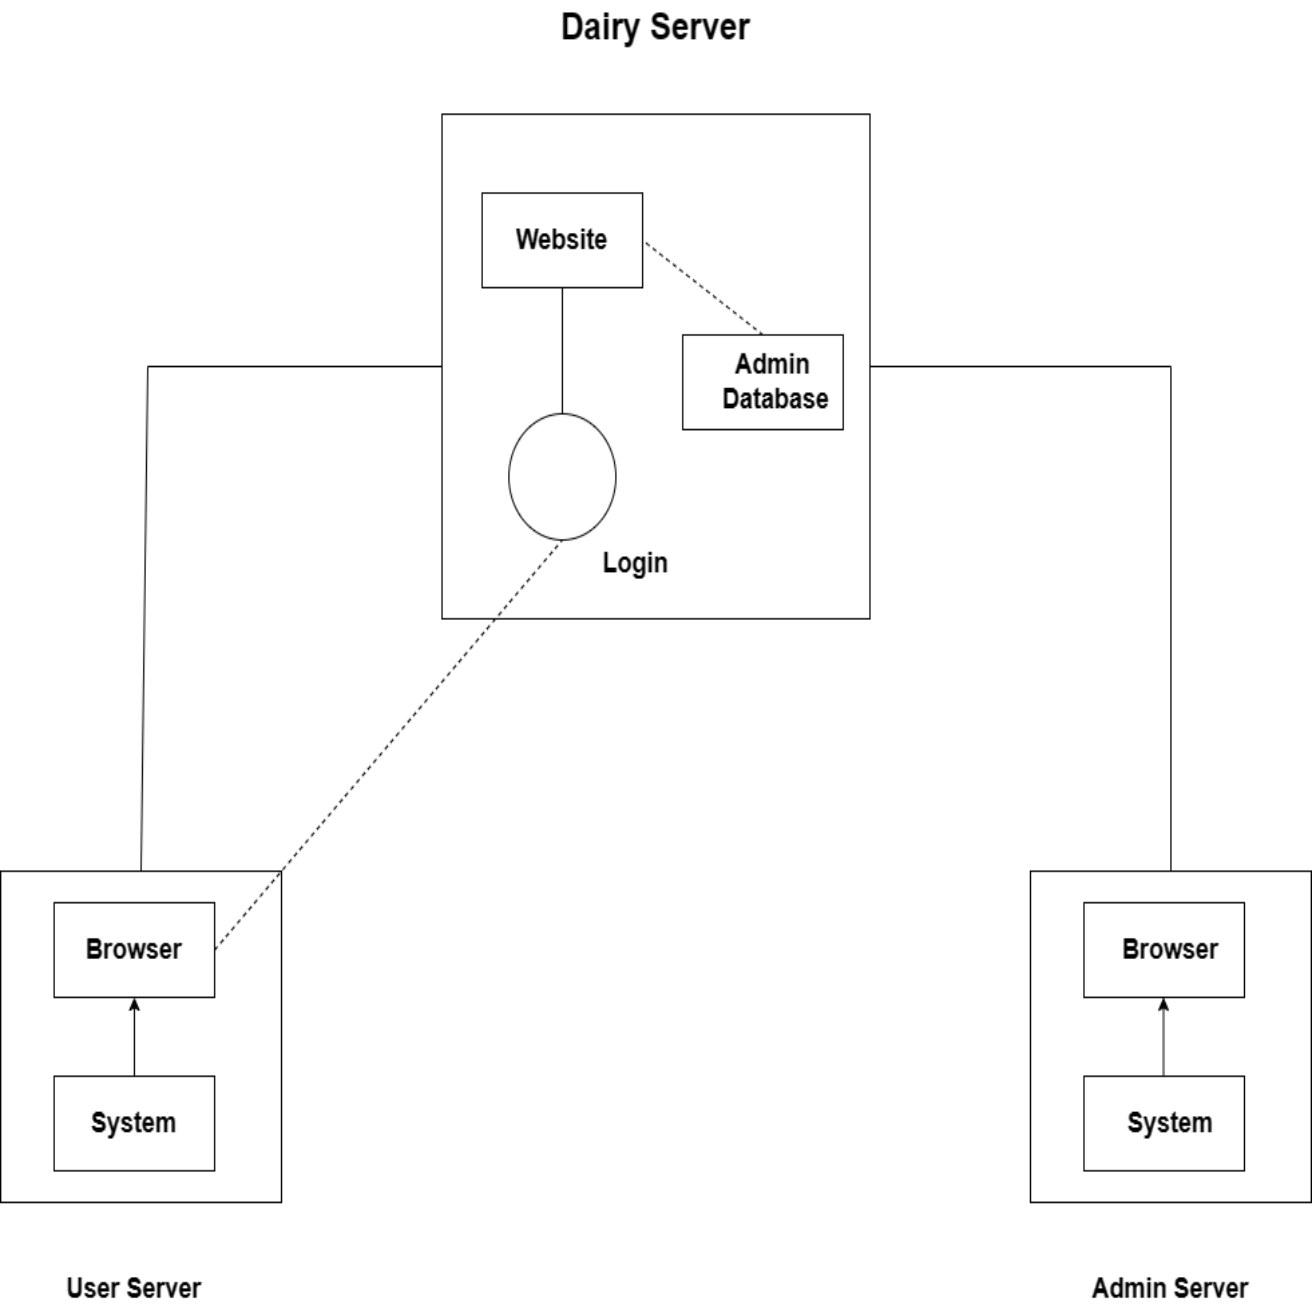 Dairy Server
Website
Admin
Database
Login
Browser
System
User Server
Browser
System
Admin Server